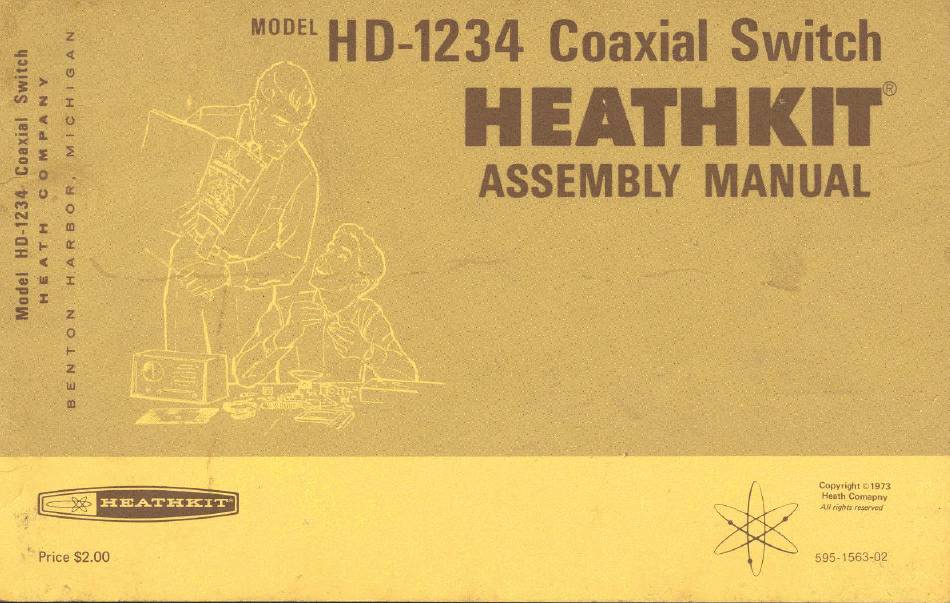 MODEL HD-1234 Coaxial Switch
HEATHKIT®
ASSEMBLY MANUAL
Model HD-1234 Coaxial Switch
HEATH COMPANY
BENTON HARBOR, MICHIGAN
HEATHKIT
Price $2.00
Copyright ©1973
Heath Comapny
All rights reserved
595-1563-02